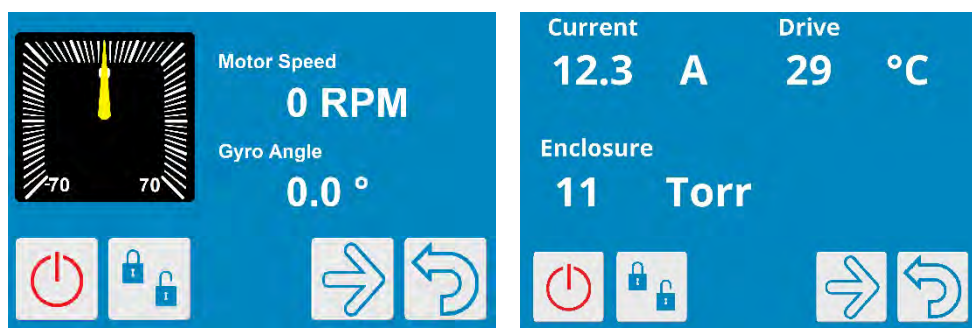 Motor Speed
0 RPM
Gyro Angle
0.0 °
-70 70
Current Drive
12.3 A 29 °C
Enclosure
11 Torr